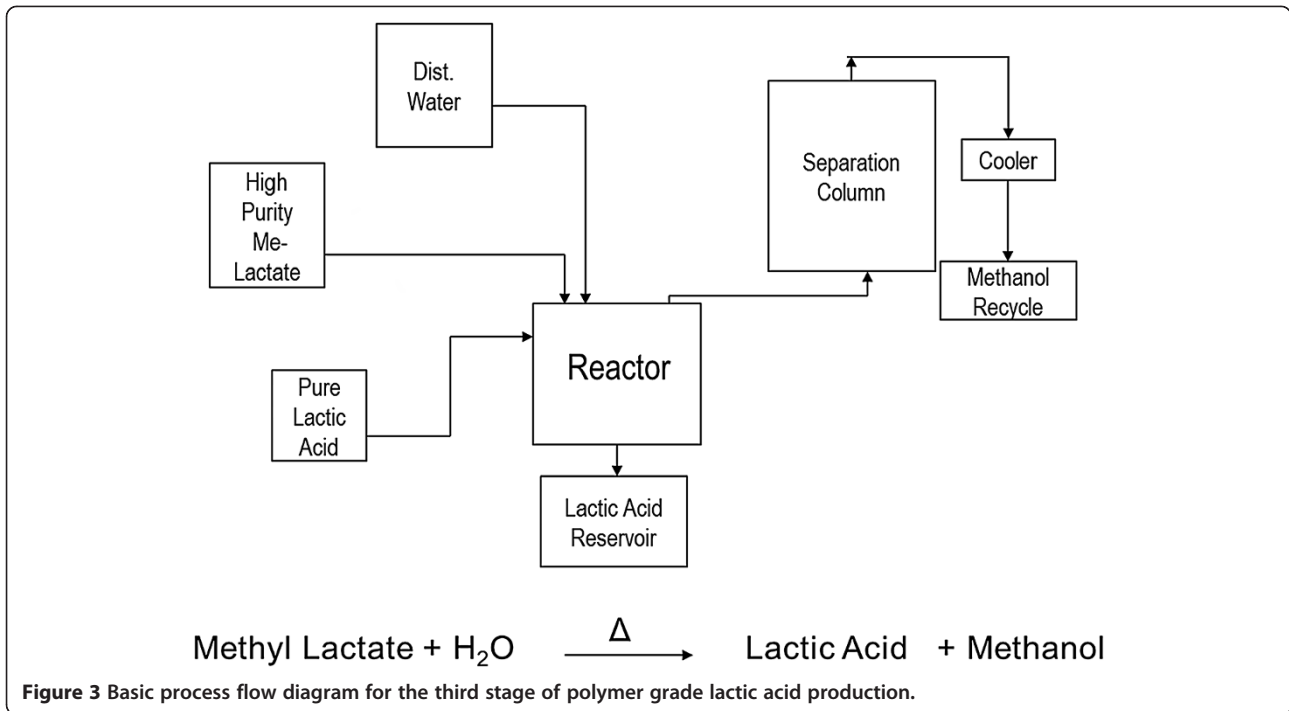 Dist.
Water
High
Purity
Me-
Lactate
Pure
Lactic
Acid
Reactor
Lactic Acid
Reservoir
Separation
Column
Cooler
Methanol
Recycle
Methyl Lactate + H₂O Δ Lactic Acid + Methanol
Figure 3 Basic process flow diagram for the third stage of polymer grade lactic acid production.